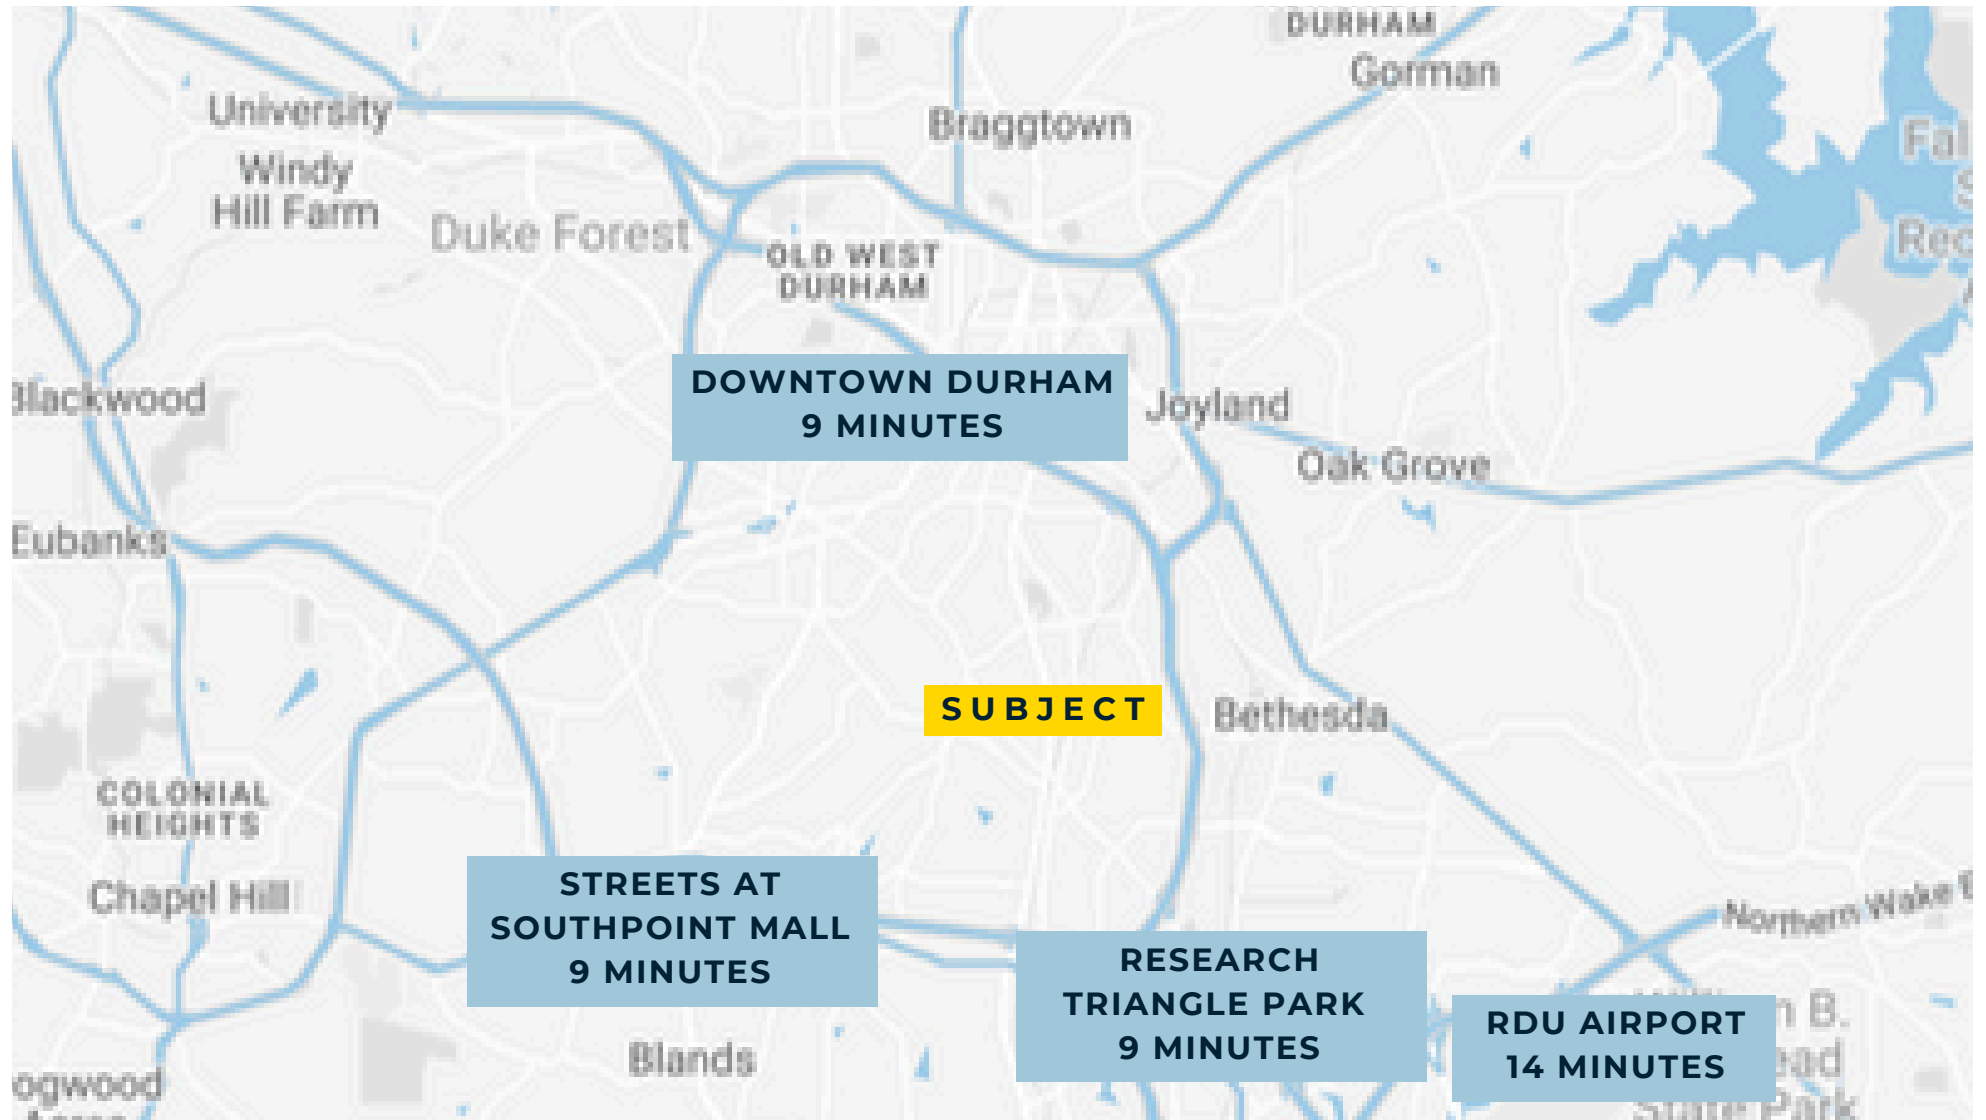 DURHAM
Gorman
University
Braggtown
Windy
Hill Farm
Duke Forest
OLD WEST
DURHAM
DOWNTOWN DURHAM
9 MINUTES
Blackwood
Joyland
Oak Grove
Eubanks
SUBJECT
Bethesda
COLONIAL
HEIGHTS
Chapel Hill
Northern Wake
STREETS AT
SOUTHPOINT MALL
9 MINUTES
RESEARCH
TRIANGLE PARK
9 MINUTES
RDU AIRPORT
14 MINUTES
B.
State Park
Blands